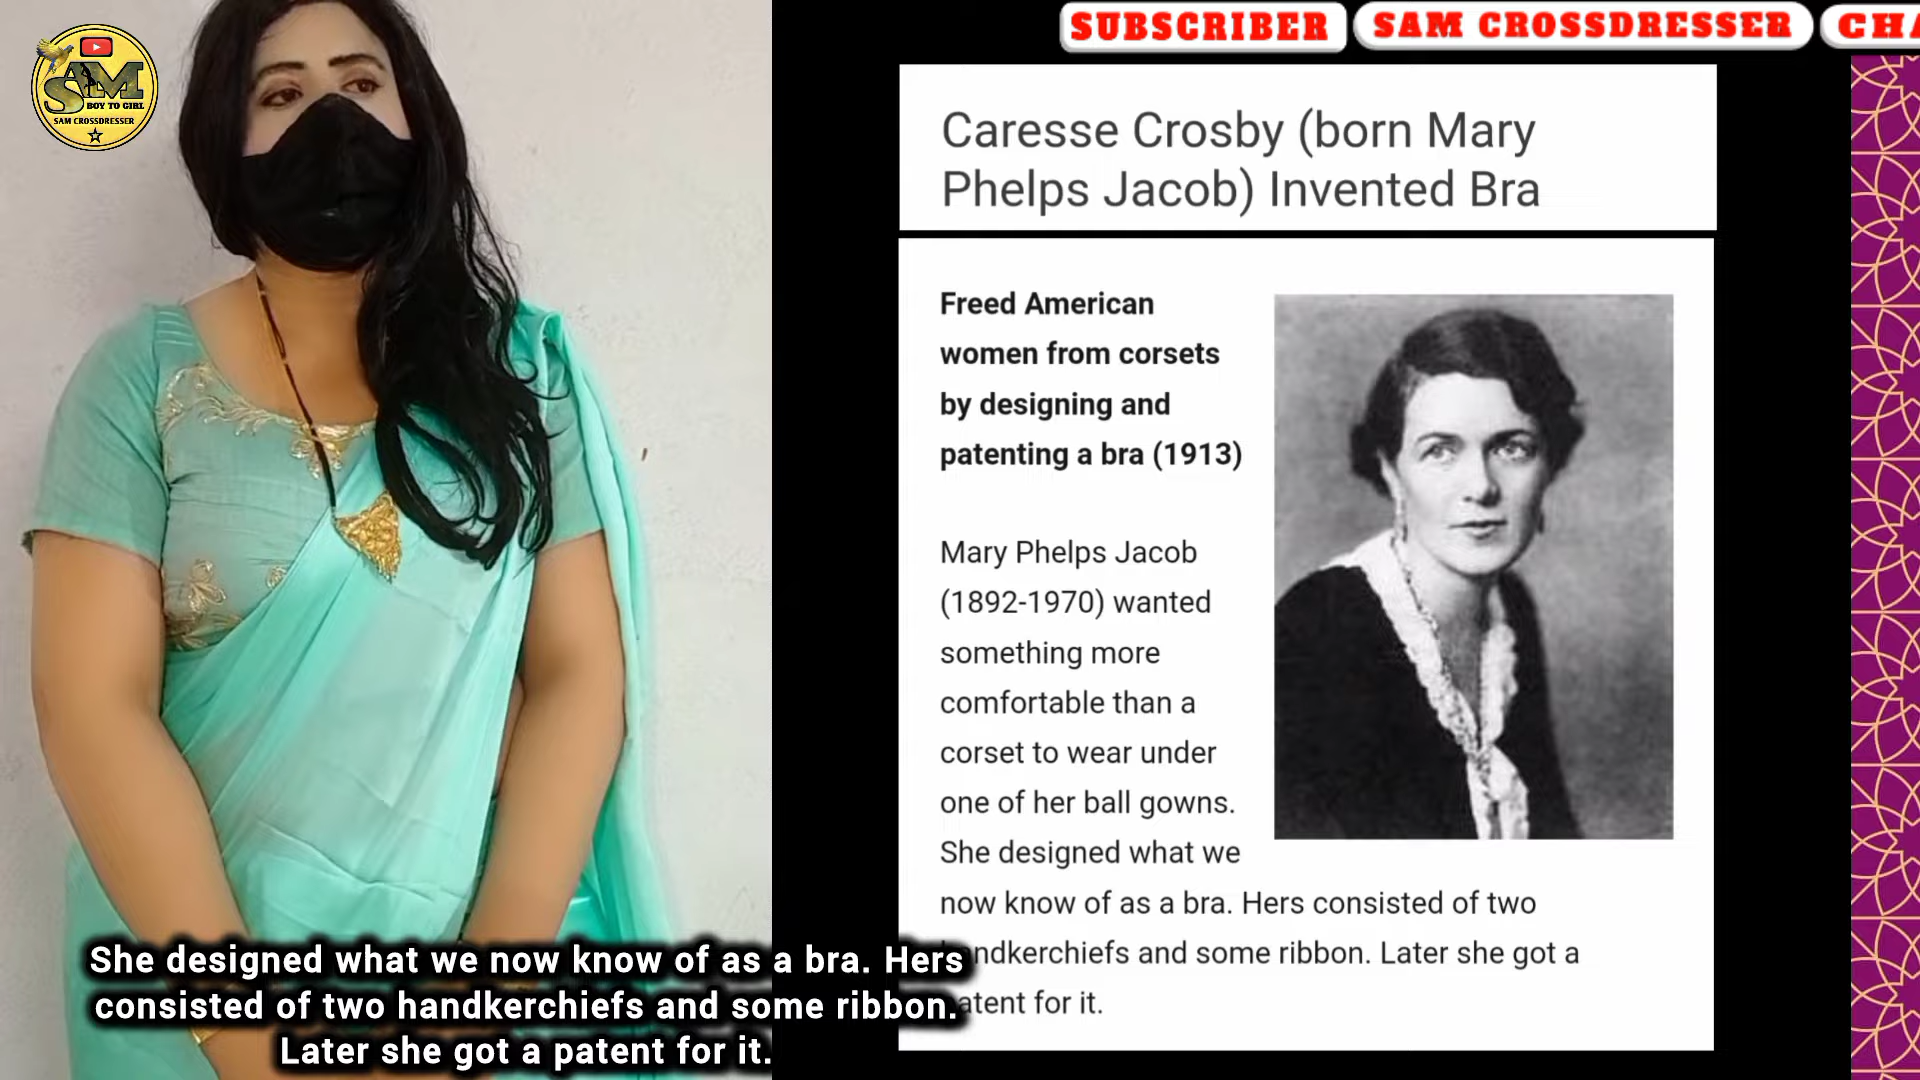 SUBSCRIBER SAM CROSSDRESSER CHA
SAM
BOY TO GIRL
SAM CROSSDRESSER
Caresse Crosby (born Mary
Phelps Jacob) Invented Bra
Freed American
women from corsets
by designing and
patenting a bra (1913)
Mary Phelps Jacob
(1892-1970) wanted
something more
comfortable than a
corset to wear under
one of her ball gowns.
She designed what we
now know of as a bra. Hers consisted of two
ndkerchiefs and some ribbon. Later she got a
atent for it.
She designed what we now know of as a bra. Hers
consisted of two handkerchiefs and some ribbon.
Later she got a patent for it.